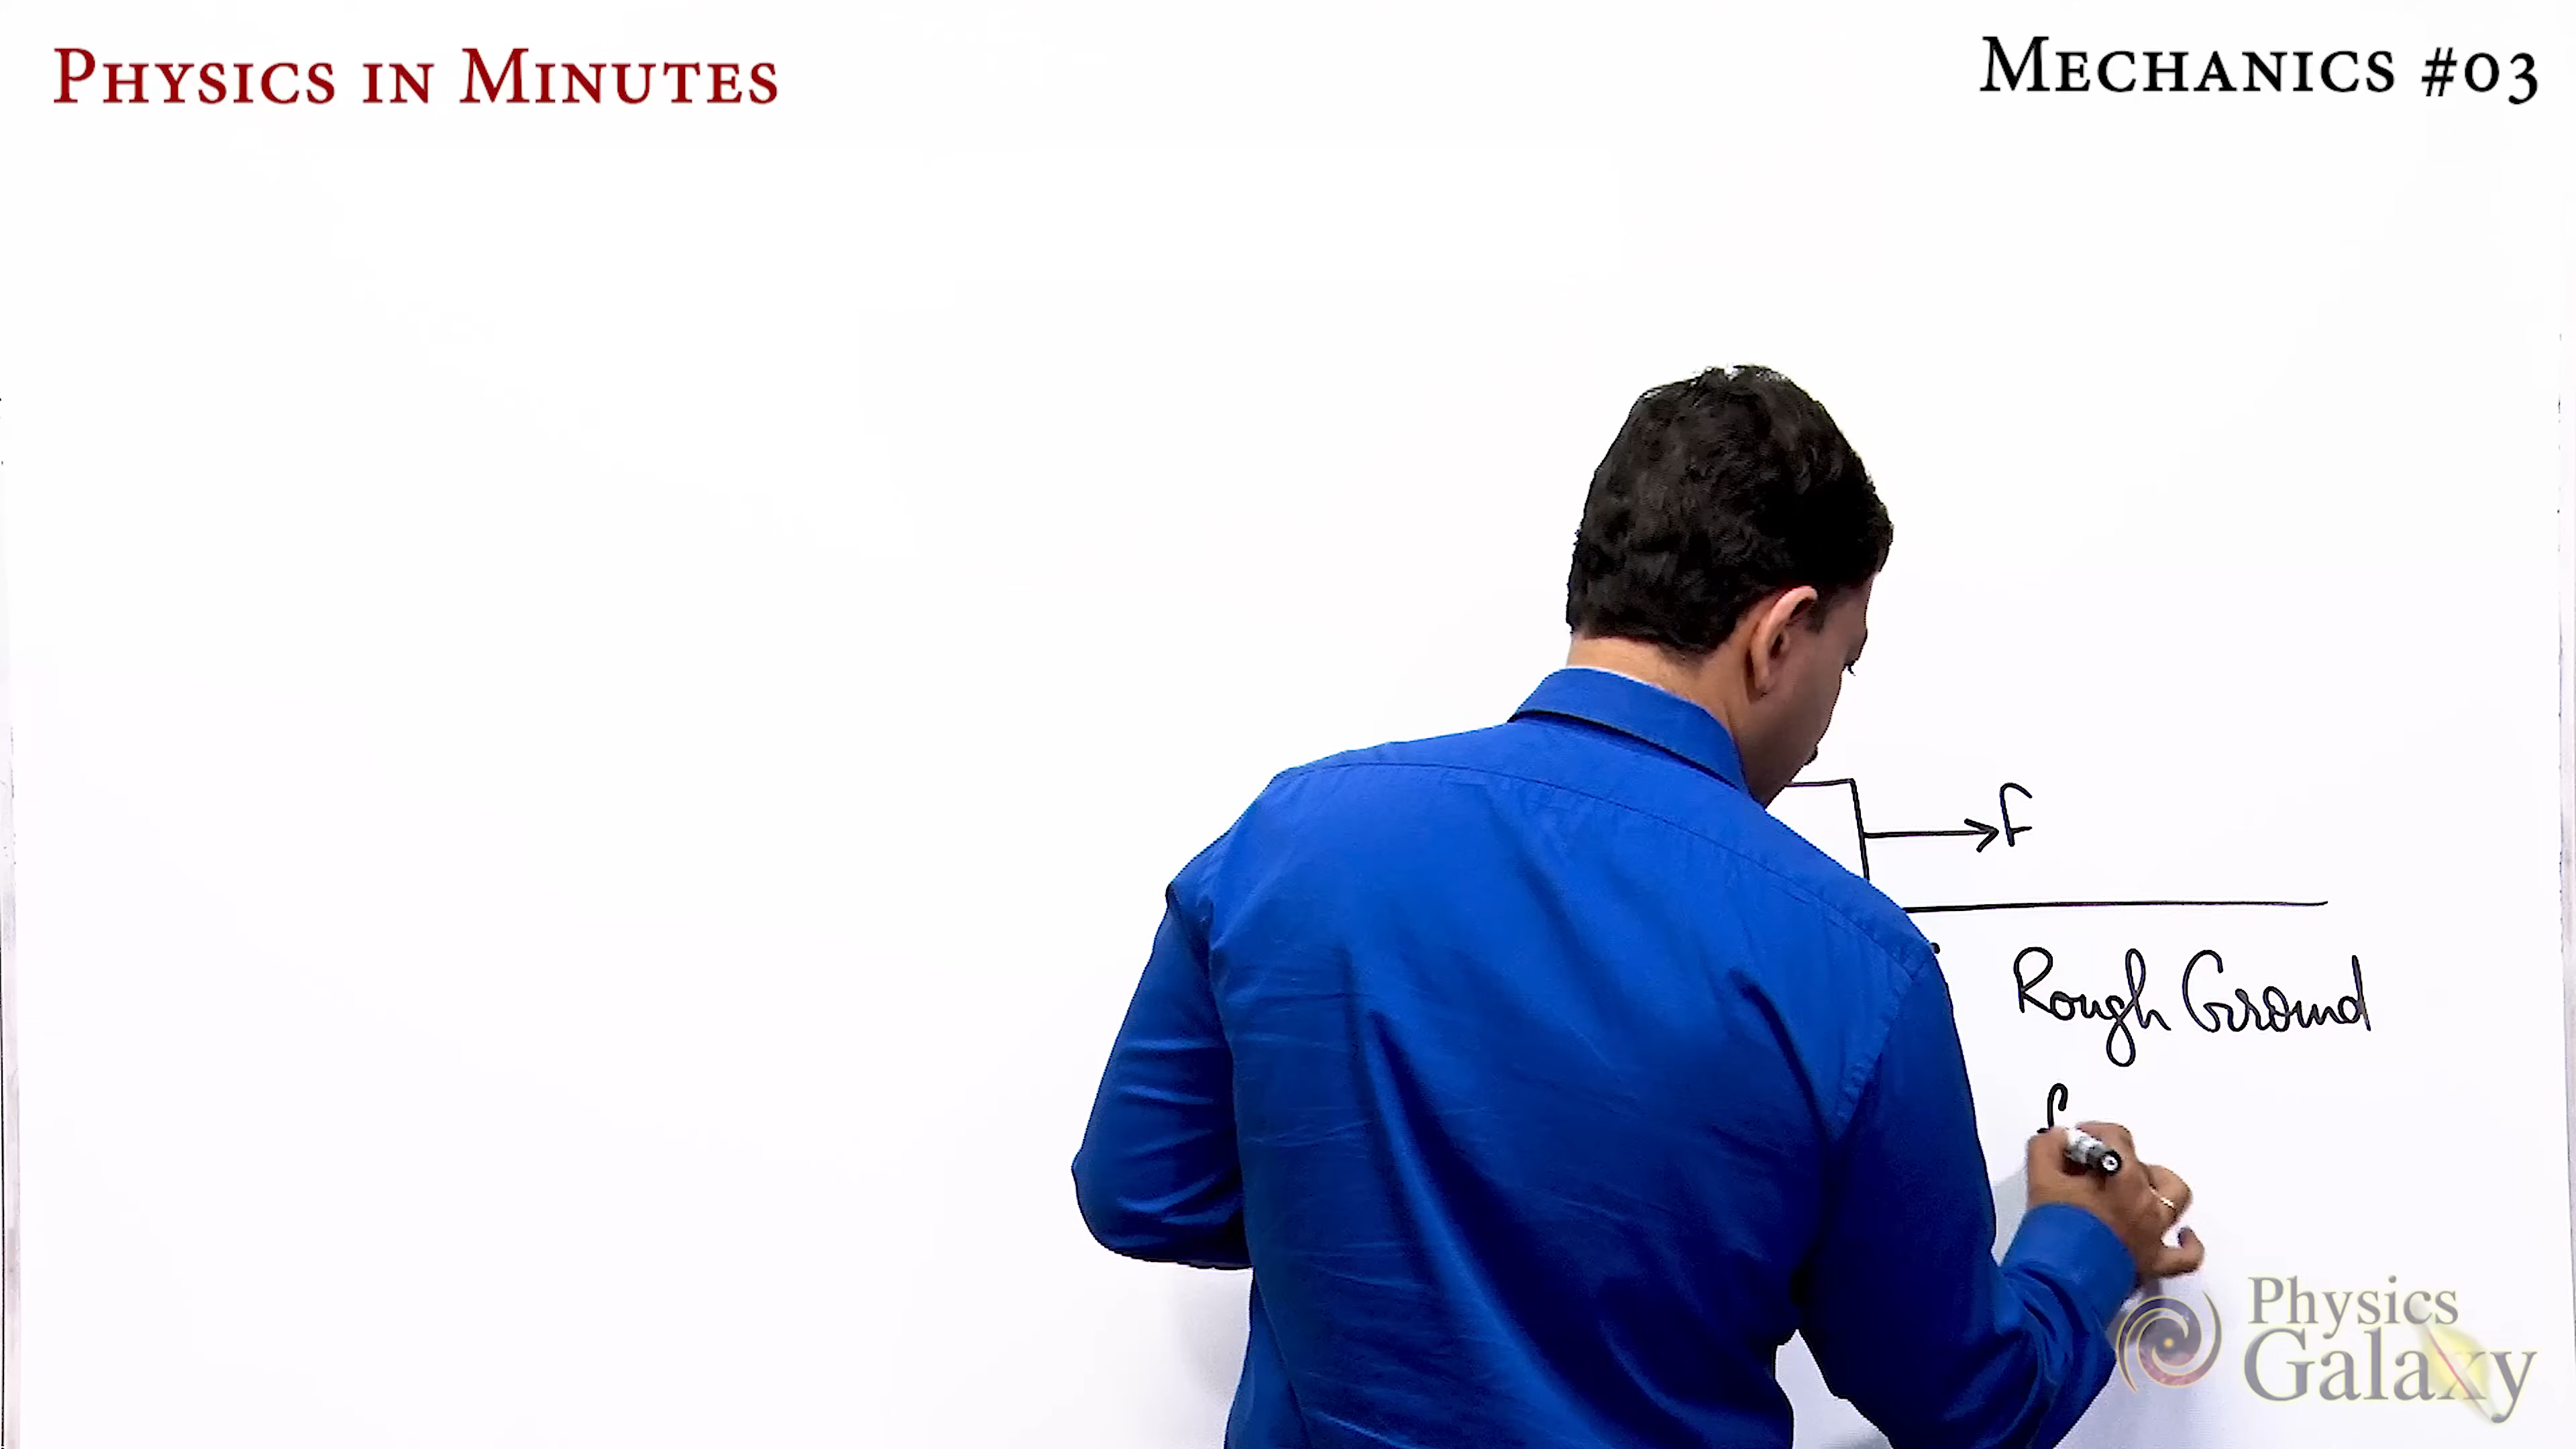 PHYSICS IN MINUTES
MECHANICS #03
F
Rough Ground
Physics
Galaxy